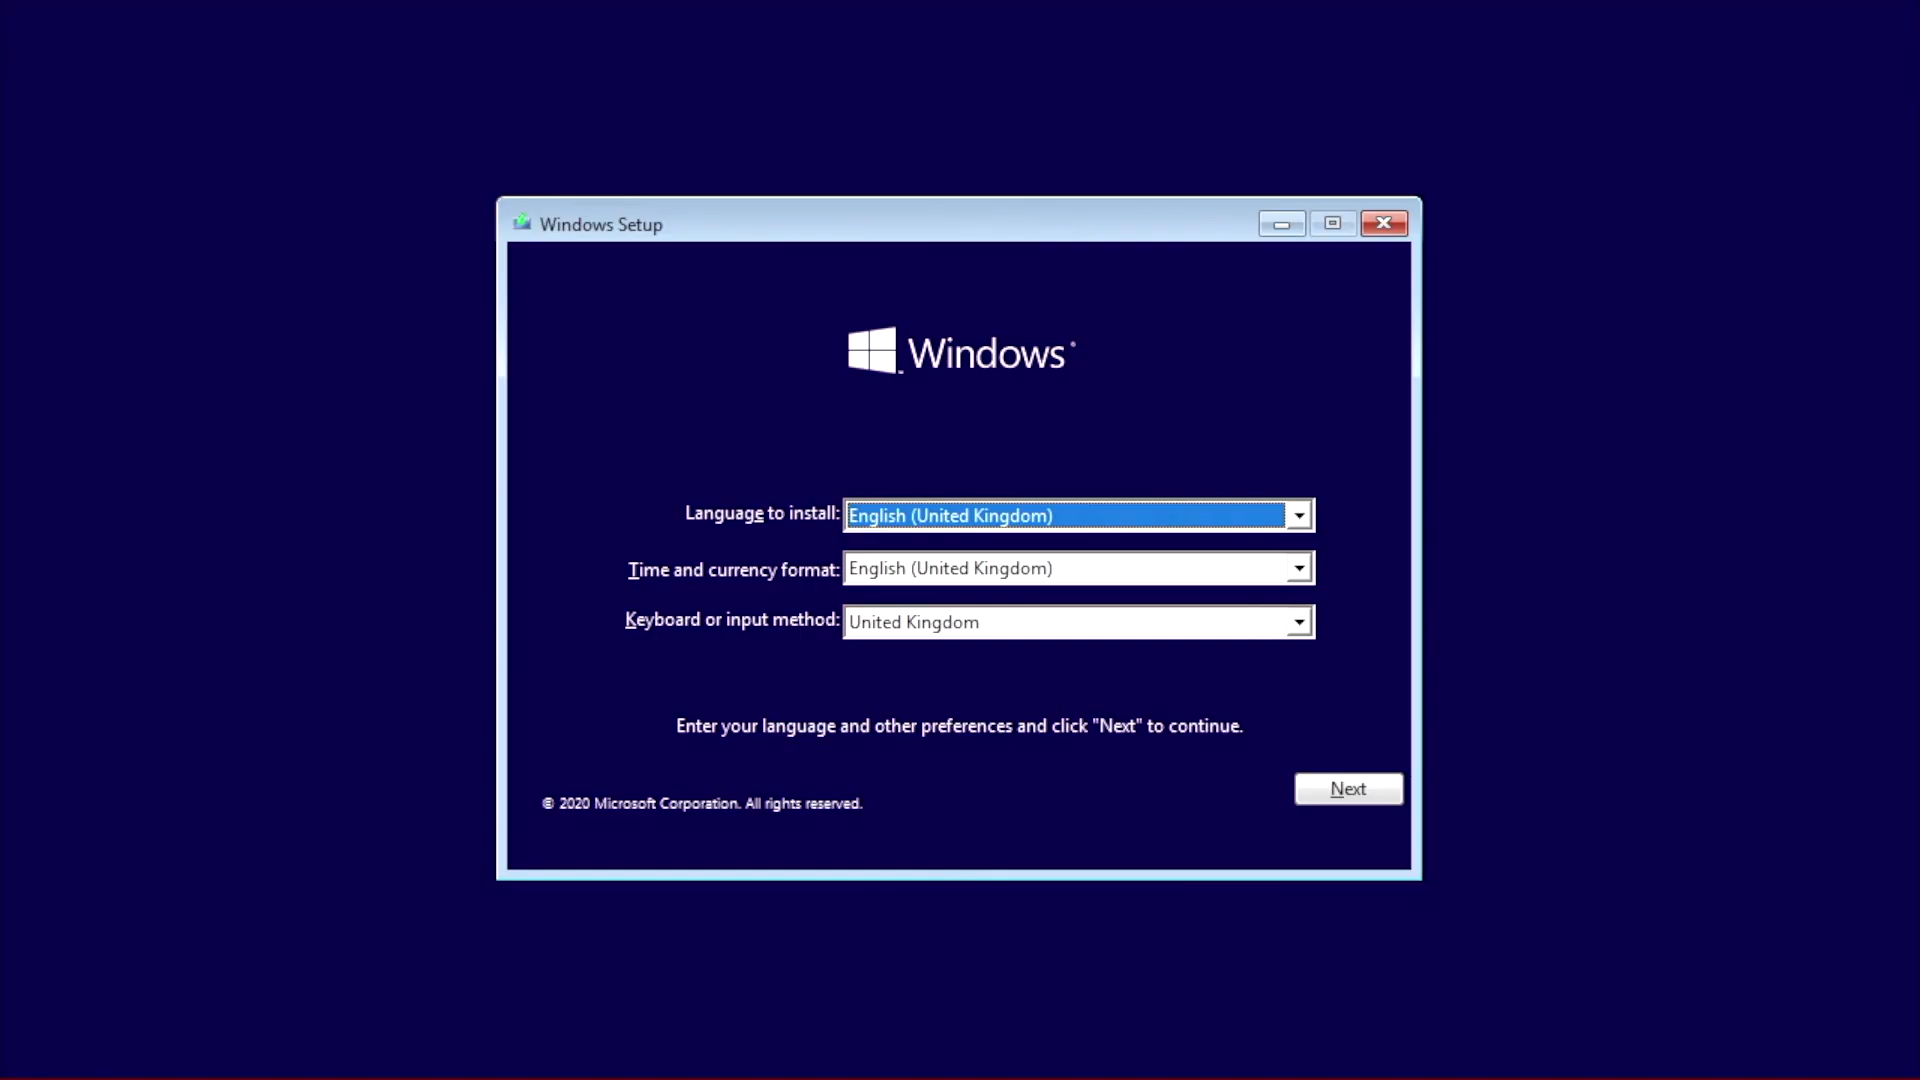 Windows Setup
Windows
Language to install: English (United Kingdom)
Time and currency format: English (United Kingdom)
Keyboard or input method: United Kingdom
Enter your language and other preferences and click "Next" to continue.
Next
© 2020 Microsoft Corporation. All rights reserved.